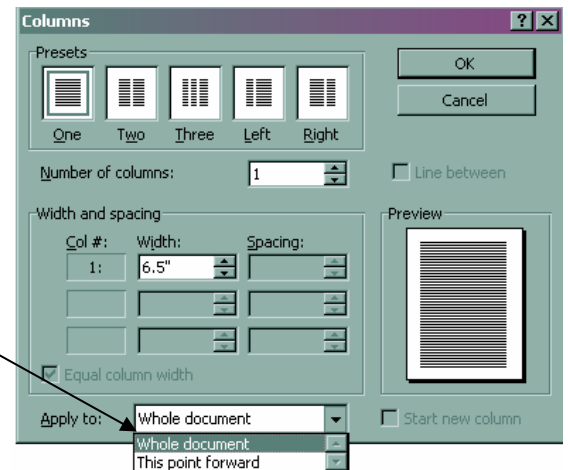 Columns
Presets
OK
Cancel
One Two Three Left Right
Number of columns: 1
Line between
Width and spacing
Preview
Col #: Width: Spacing:
1: 6.5"
Equal column width
Apply to: Whole document
Start new column
Whole document
This point forward